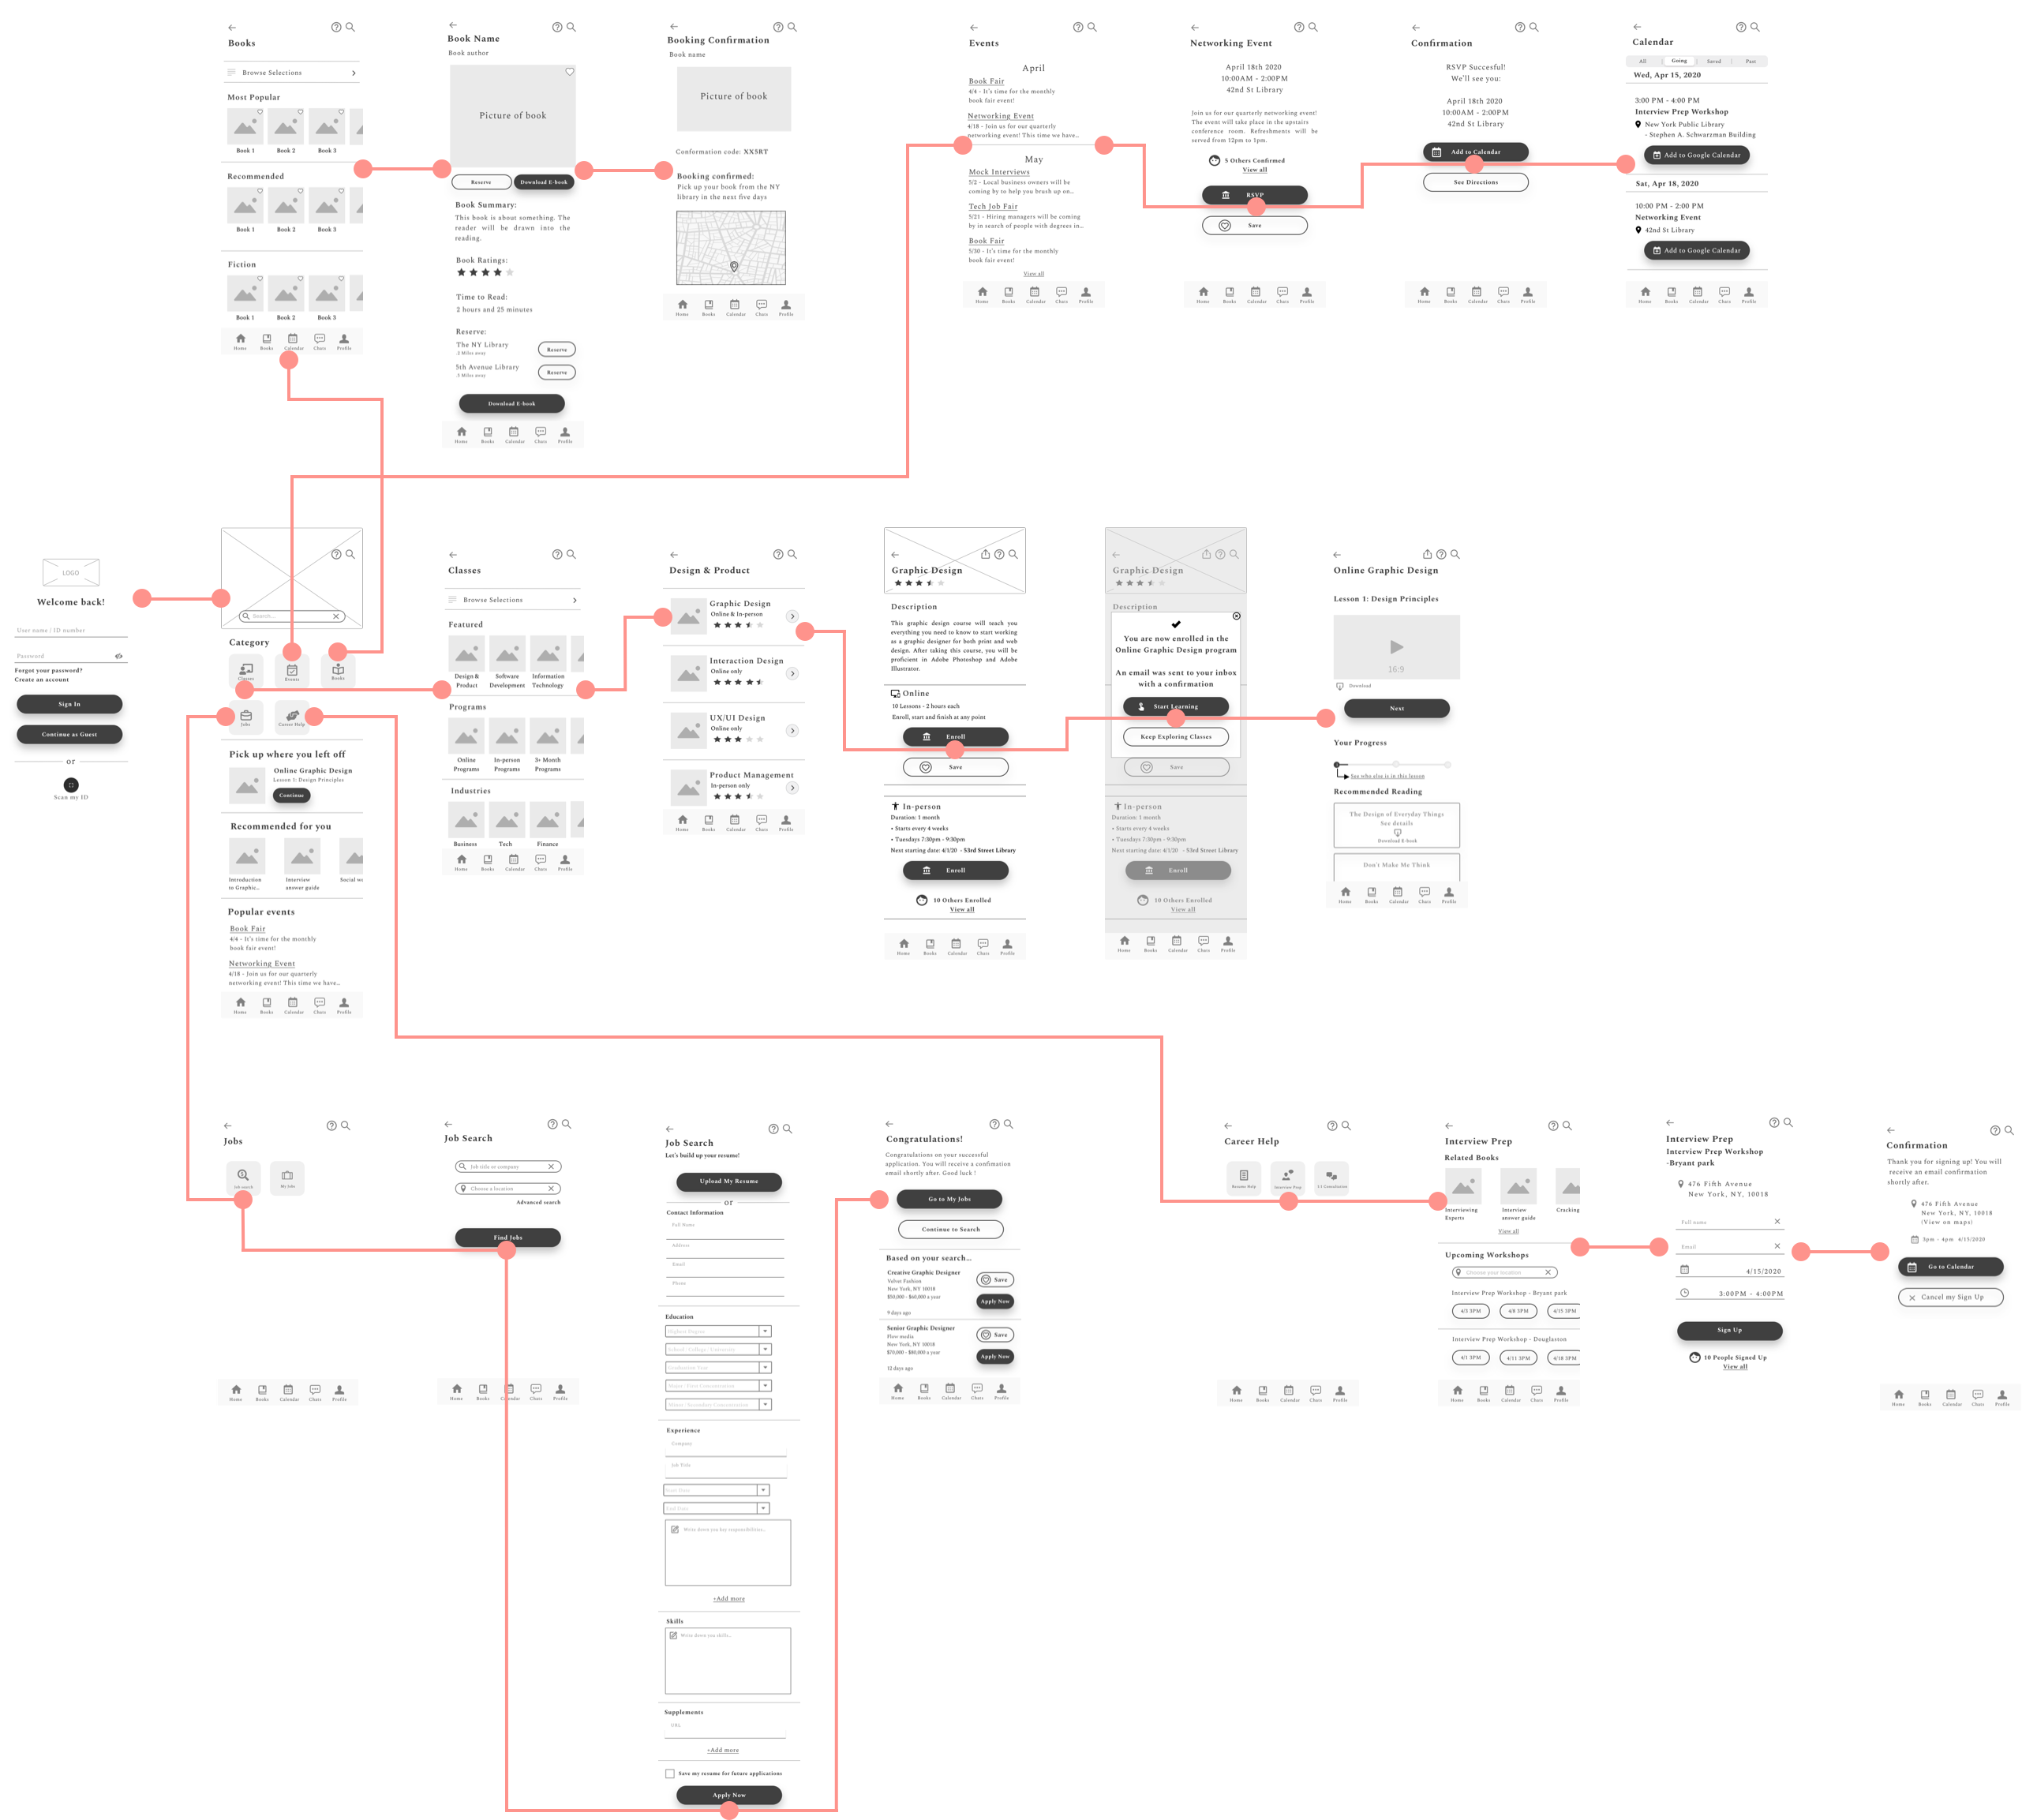 Books
Browse Selections
Most Popular
Book 1
Book 2
Book 3
Recommended
Book 1
Book 2
Book 3
Fiction
Book 1
Book 2
Book 3
Home
Books
Calendar
Chats
Profile
Book Name
Book author
Picture of book
Reserve
Download E-book
Book Summary:
This book is about something. The
reader will be drawn into the
reading.
Book Ratings:
Time to Read:
2 hours and 25 minutes
Reserve:
The NY Library
.2 Miles away
Reserve
5th Avenue Library
.5 Miles away
Reserve
Download E-book
Home
Books
Calendar
Chats
Profile
Booking Confirmation
Book name
Picture of book
Conformation code: XX5RT
Booking confirmed:
Pick up your book from the NY
library in the next five days
Home
Books
Calendar
Chats
Profile
Events
April
Book Fair
4/4 - It's time for the monthly
book fair event!
Networking Event
4/18 - Join us for our quarterly
networking event! This time we have...
May
Mock Interviews
5/2 - Local business owners will be
coming by to help you brush up on...
Tech Job Fair
5/21 - Hiring managers will be coming
by in search of people with degrees in...
Book Fair
5/30 - It's time for the monthly
book fair event!
View all
Home
Books
Calendar
Chats
Profile
Networking Event
April 18th 2020
10:00AM - 2:00PM
42nd St Library
Join us for our quarterly networking event!
The event will take place in the upstairs
conference room. Refreshments will be
served from 12pm to 1pm.
5 Others Confirmed
View all
RSVP
Save
Home
Books
Calendar
Chats
Profile
Confirmation
RSVP Succesful!
We'll see you:
April 18th 2020
10:00AM - 2:00PM
42nd St Library
Add to Calendar
See Directions
Home
Books
Calendar
Chats
Profile
Calendar
All
Going
Saved
Past
Wed, Apr 15, 2020
3:00 PM - 4:00 PM
Interview Prep Workshop
New York Public Library
- Stephen A. Schwarzman Building
Add to Google Calendar
Sat, Apr 18, 2020
10:00 PM - 2:00 PM
Networking Event
42nd St Library
Add to Google Calendar
Home
Books
Calendar
Chats
Profile
LOGO
Welcome back!
User name / ID number
Password
Forgot your password?
Create an account
Sign In
Continue as Guest
or
Scan my ID
Search...
Category
Classes
Events
Books
Jobs
Career Help
Pick up where you left off
Online Graphic Design
Lesson 1: Design Principles
Continue
Recommended for you
Introduction
to Graphic...
Interview
answer guide
Social wo
Popular events
Book Fair
4/4 - It's time for the monthly
book fair event!
Networking Event
4/18 - Join us for our quarterly
networking event! This time we have...
Home
Books
Calendar
Chats
Profile
Classes
Browse Selections
Featured
Design &
Product
Software
Development
Information
Technology
Programs
Online
Programs
In-person
Programs
3+ Month
Programs
Industries
Business
Tech
Finance
Home
Books
Calendar
Chats
Profile
Design & Product
Graphic Design
Online & In-person
Interaction Design
Online only
UX/UI Design
Online only
Product Management
In-person only
Home
Books
Calendar
Chats
Profile
Graphic Design
Description
This graphic design course will teach you
everything you need to know to start working
as a graphic designer for both print and web
design. After taking this course, you will be
proficient in Adobe Photoshop and Adobe
Illustrator.
Online
10 Lessons - 2 hours each
Enroll, start and finish at any point
Enroll
Save
In-person
Duration: 1 month
• Starts every 4 weeks
• Tuesdays 7:30pm - 9:30pm
Next starting date: 4/1/20 - 53rd Street Library
Enroll
10 Others Enrolled
View all
Home
Books
Calendar
Chats
Profile
Graphic Design
Description
You are now enrolled in the
Online Graphic Design program
An email was sent to your inbox
with a confirmation
Start Learning
Keep Exploring Classes
Save
In-person
Duration: 1 month
• Starts every 4 weeks
• Tuesdays 7:30pm - 9:30pm
Next starting date: 4/1/20 - 53rd Street Library
Enroll
10 Others Enrolled
View all
Home
Books
Calendar
Chats
Profile
Online Graphic Design
Lesson 1: Design Principles
16:9
Download
Next
Your Progress
See who else is in this lesson
Recommended Reading
The Design of Everyday Things
See details
Download E-book
Don't Make Me Think
Home
Books
Calendar
Chats
Profile
Jobs
Job search
My Jobs
Home
Books
Calendar
Chats
Profile
Job Search
Job title or company
Choose a location
Advanced search
Find Jobs
Home
Books
Calendar
Chats
Profile
Job Search
Let's build up your resume!
Upload My Resume
or
Contact Information
Full Name
Address
Email
Phone
Education
Highest Degree
School / College / University
Graduation Year
Major / First Concentration
Minor / Secondary Concentration
Experience
Company
Job Title
Start Date
End Date
Write down you key responsibilities...
+Add more
Skills
Write down you skills...
Supplements
URL
+Add more
Save my resume for future applications
Apply Now
Congratulations!
Congratulations on your successful
application. You will receive a confimation
email shortly after. Good luck !
Go to My Jobs
Continue to Search
Based on your search...
Creative Graphic Designer
Velvet Fashion
New York, NY 10018
$50,000 - $60,000 a year
9 days ago
Save
Apply Now
Senior Graphic Designer
Flow media
New York, NY 10018
$70,000 - $80,000 a year
12 days ago
Save
Apply Now
Home
Books
Calendar
Chats
Profile
Career Help
Resume Help
Interview Prep
1:1 Consultation
Home
Books
Calendar
Chats
Profile
Interview Prep
Related Books
Interviewing
Experts
Interview
answer guide
Cracking
View all
Upcoming Workshops
Choose your location
Interview Prep Workshop - Bryant park
4/3 3PM
4/8 3PM
4/15 3PM
Interview Prep Workshop - Douglaston
4/1 3PM
4/11 3PM
4/18 3PM
Home
Books
Calendar
Chats
Profile
Interview Prep
Interview Prep Workshop
-Bryant park
476 Fifth Avenue
New York, NY, 10018
Full name
Email
4/15/2020
3:00PM - 4:00PM
Sign Up
10 People Signed Up
View all
Confirmation
Thank you for signing up! You will
receive an email confirmation
shortly after.
476 Fifth Avenue
New York, NY, 10018
(View on maps)
3pm - 4pm 4/15/2020
Go to Calendar
Cancel my Sign Up
Home
Books
Calendar
Chats
Profile